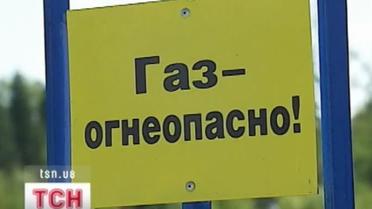 Газ–
огнеопасно!
tsn.ua
ТСН